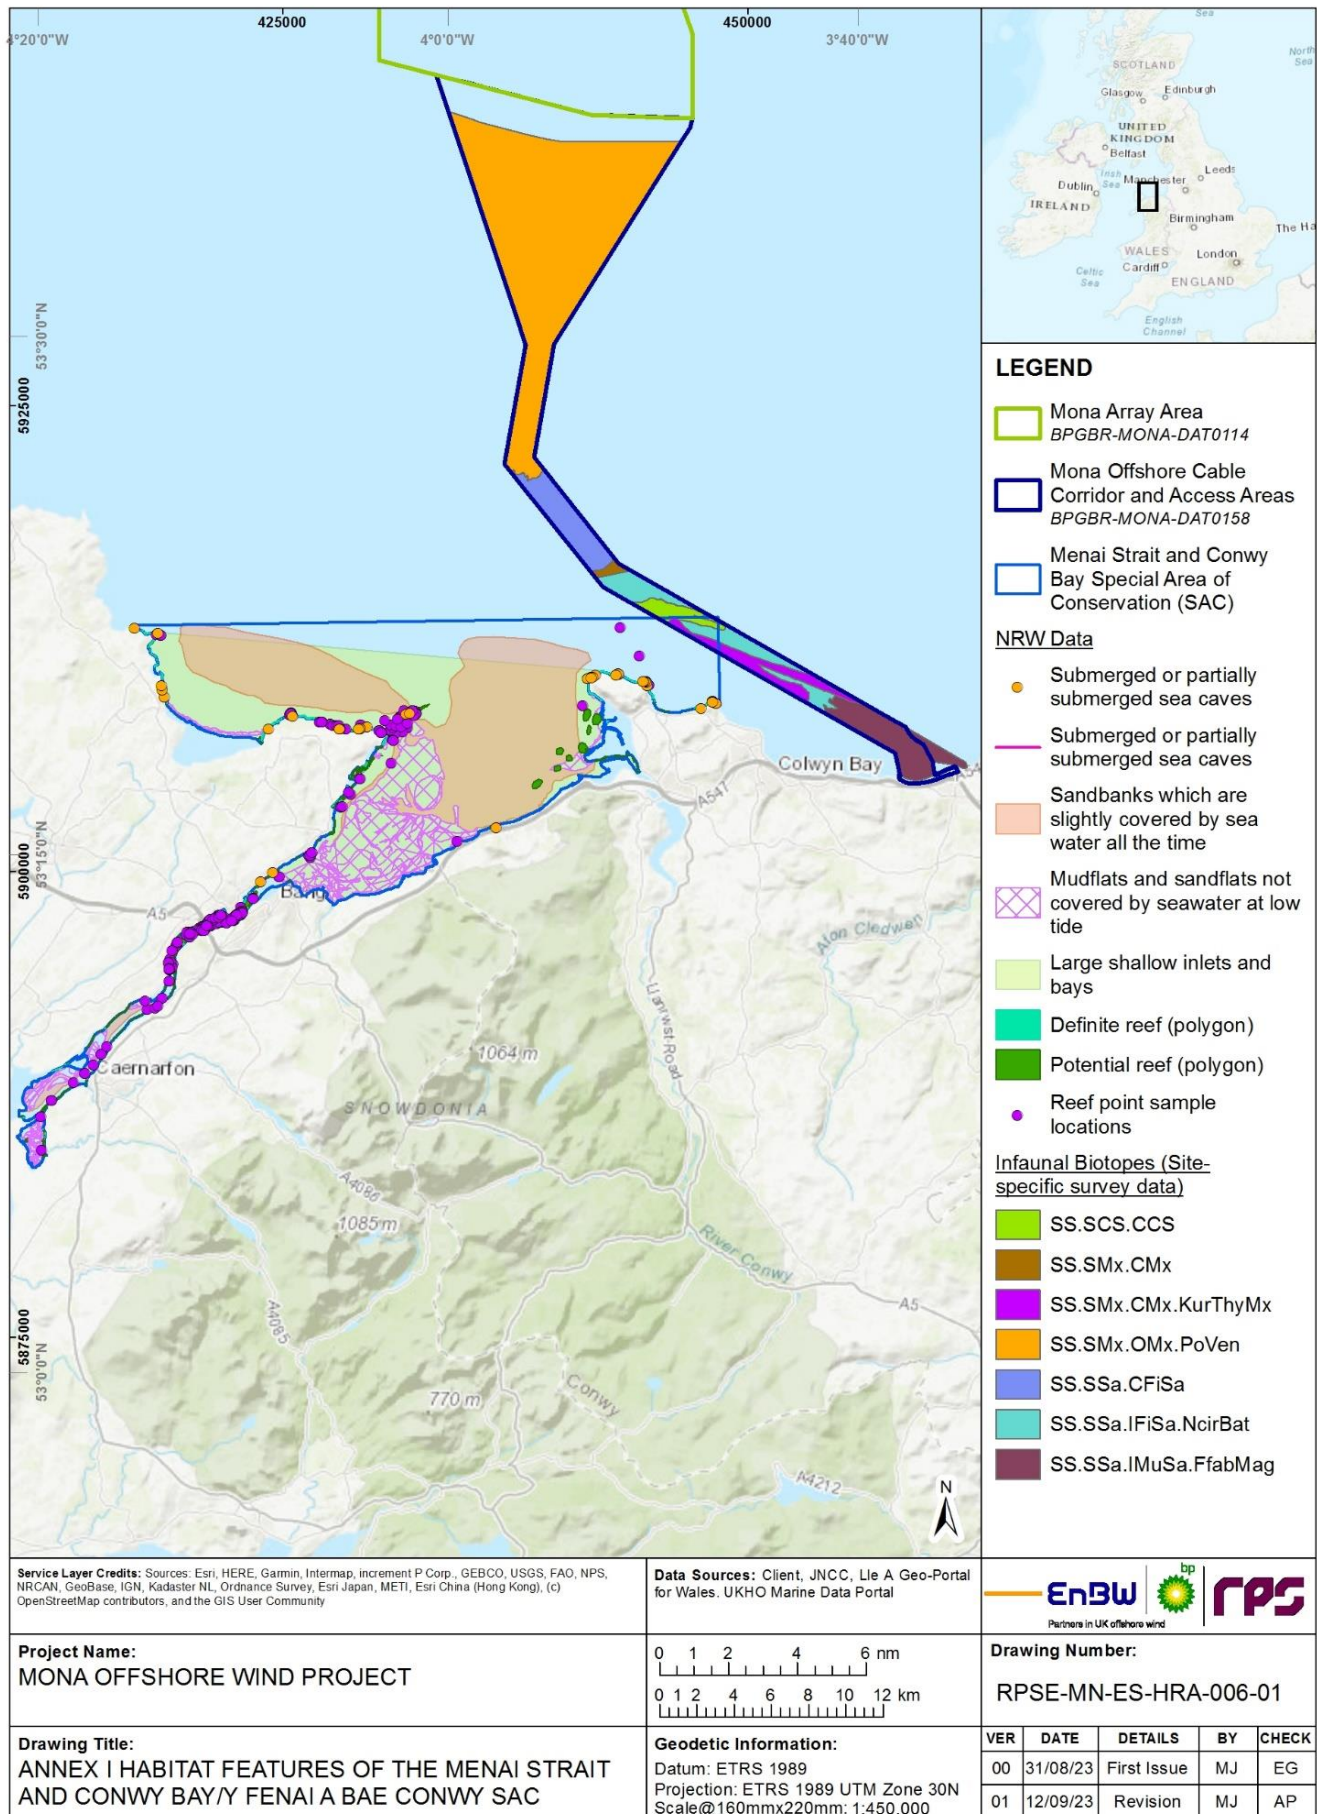 425000
450000
4°20'0"W
4°0'0"W
3°40'0"W
53°30'0"N
5925000
53°15'0"N
5900000
53°0'0"N
5875000
Colwyn Bay
A547
A5
Caernarfon
1064 m
SNOWDONIA
A4086
1085 m
A4085
770 m
Conwy
River Conwy
A5
A4212
Llanrwst Road
Afon Cledwen
N
Sea
North
Sea
SCOTLAND
Glasgow
Edinburgh
UNITED
KINGDOM
Belfast
Irish
Sea
Manchester
Leeds
Dublin
IRELAND
Birmingham
WALES
London
Cardiff
Celtic
Sea
ENGLAND
English
Channel
LEGEND
Mona Array Area
BPGBR-MONA-DAT0114
Mona Offshore Cable
Corridor and Access Areas
BPGBR-MONA-DAT0158
Menai Strait and Conwy
Bay Special Area of
Conservation (SAC)
NRW Data
Submerged or partially
submerged sea caves
Submerged or partially
submerged sea caves
Sandbanks which are
slightly covered by sea
water all the time
Mudflats and sandflats not
covered by seawater at low
tide
Large shallow inlets and
bays
Definite reef (polygon)
Potential reef (polygon)
Reef point sample
locations
Infaunal Biotopes (Site-
specific survey data)
SS.SCS.CCS
SS.SMx.CMx
SS.SMx.CMx.KurThyMx
SS.SMx.OMx.PoVen
SS.SSa.CFiSa
SS.SSa.IFiSa.NcirBat
SS.SSa.IMuSa.FfabMag
Service Layer Credits: Sources: Esri, HERE, Garmin, Intermap, increment P Corp., GEBCO, USGS, FAO, NPS,
NRCAN, GeoBase, IGN, Kadaster NL, Ordnance Survey, Esri Japan, METI, Esri China (Hong Kong), (c)
OpenStreetMap contributors, and the GIS User Community
Data Sources: Client, JNCC, Lle A Geo-Portal
for Wales. UKHO Marine Data Portal
EnBW
bp
rps
Partners in UK offshore wind
Project Name:
MONA OFFSHORE WIND PROJECT
0 1 2 4 6 nm
0 1 2 4 6 8 10 12 km
Drawing Number:
RPSE-MN-ES-HRA-006-01
Drawing Title:
ANNEX I HABITAT FEATURES OF THE MENAI STRAIT
AND CONWY BAY/Y FENAI A BAE CONWY SAC
Geodetic Information:
Datum: ETRS 1989
Projection: ETRS 1989 UTM Zone 30N
Scale@160mmx220mm: 1:450,000
VER DATE DETAILS BY CHECK
00 31/08/23 First Issue MJ EG
01 12/09/23 Revision MJ AP